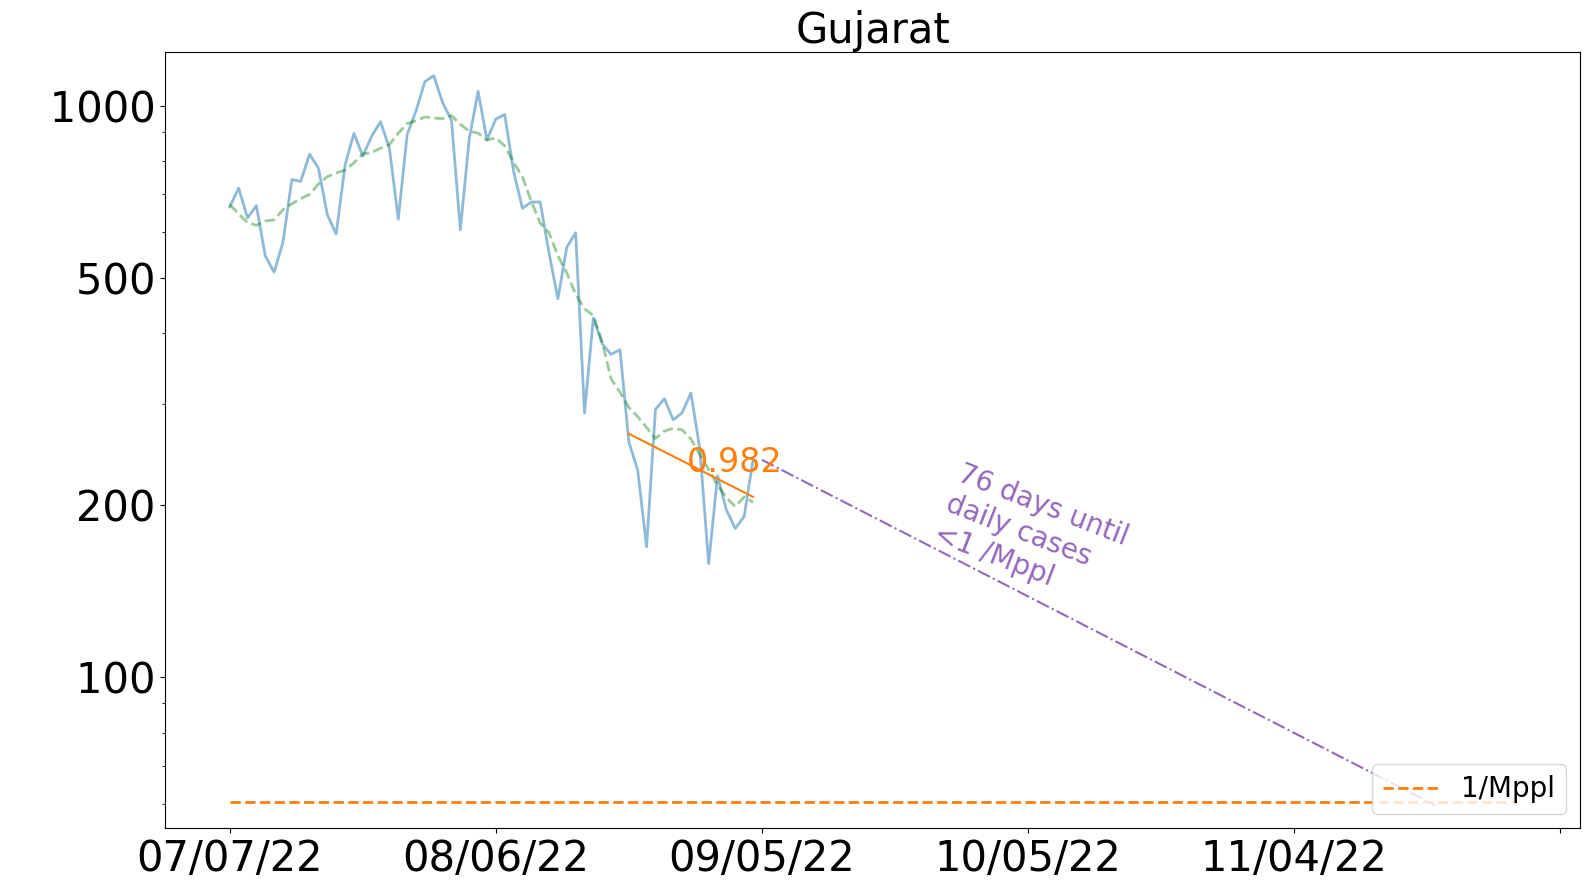 Gujarat
1000
500
200
100
0.982
76 days until
daily cases
<1 /Mppl
1/Mppl
07/07/22
08/06/22
09/05/22
10/05/22
11/04/22